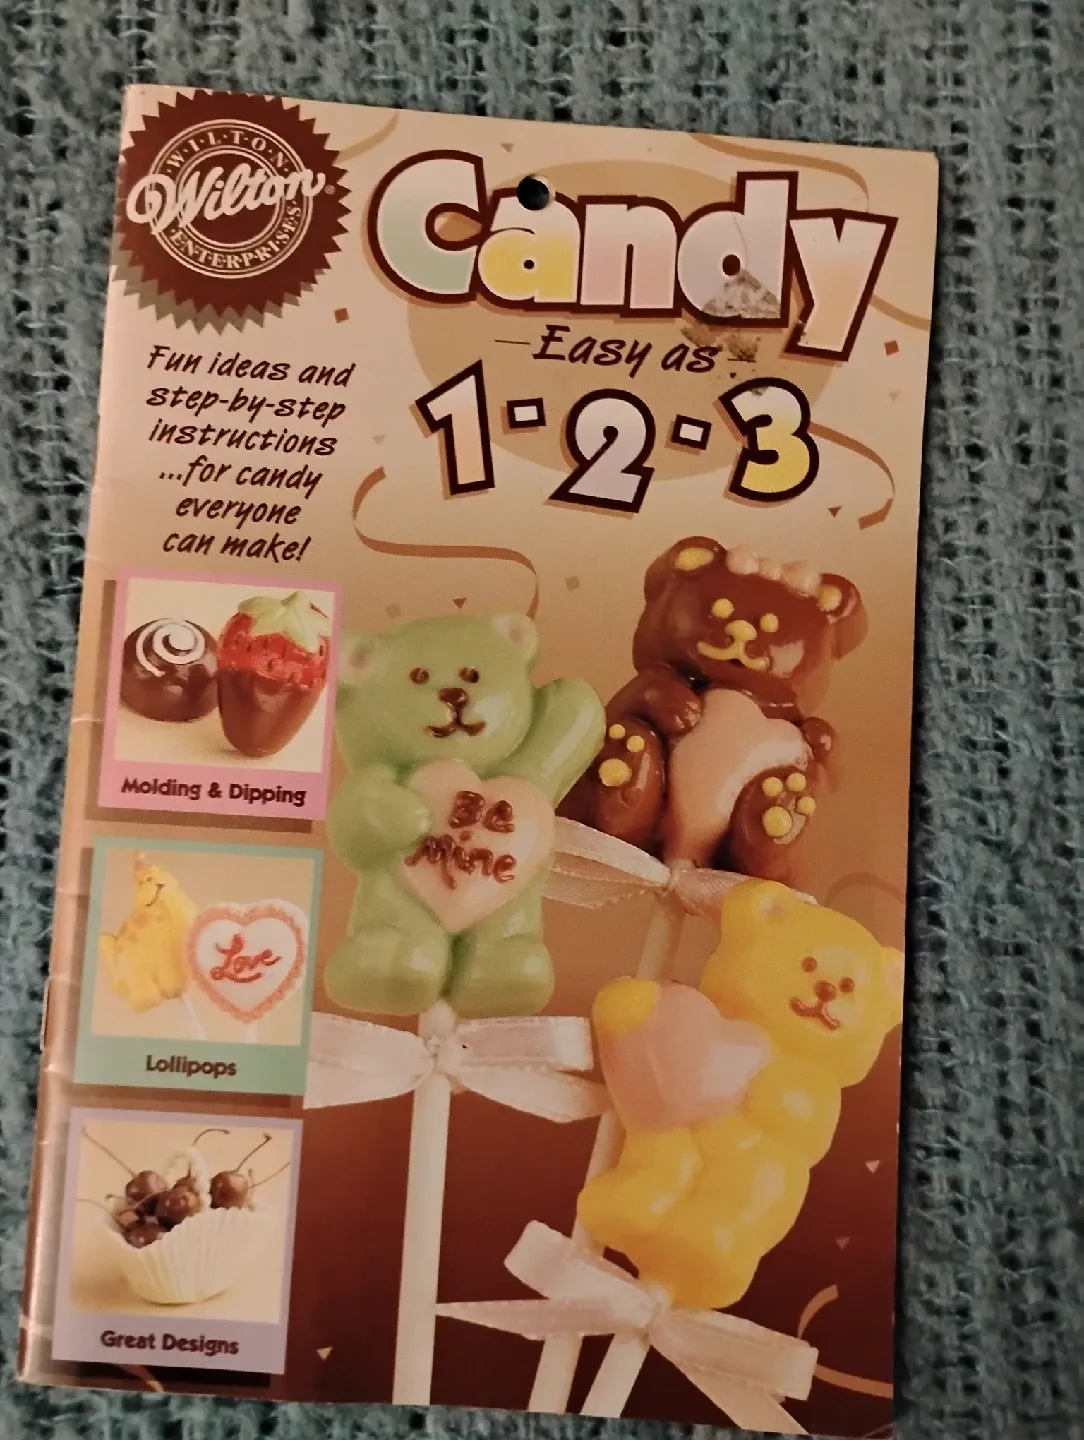 WILTON
Wilton®
ENTERPRISES
Candy
Easy as
1-2-3
Fun ideas and
step-by-step
instructions
...for candy
everyone
can make!
Molding & Dipping
Be
Mine
Love
Lollipops
Great Designs